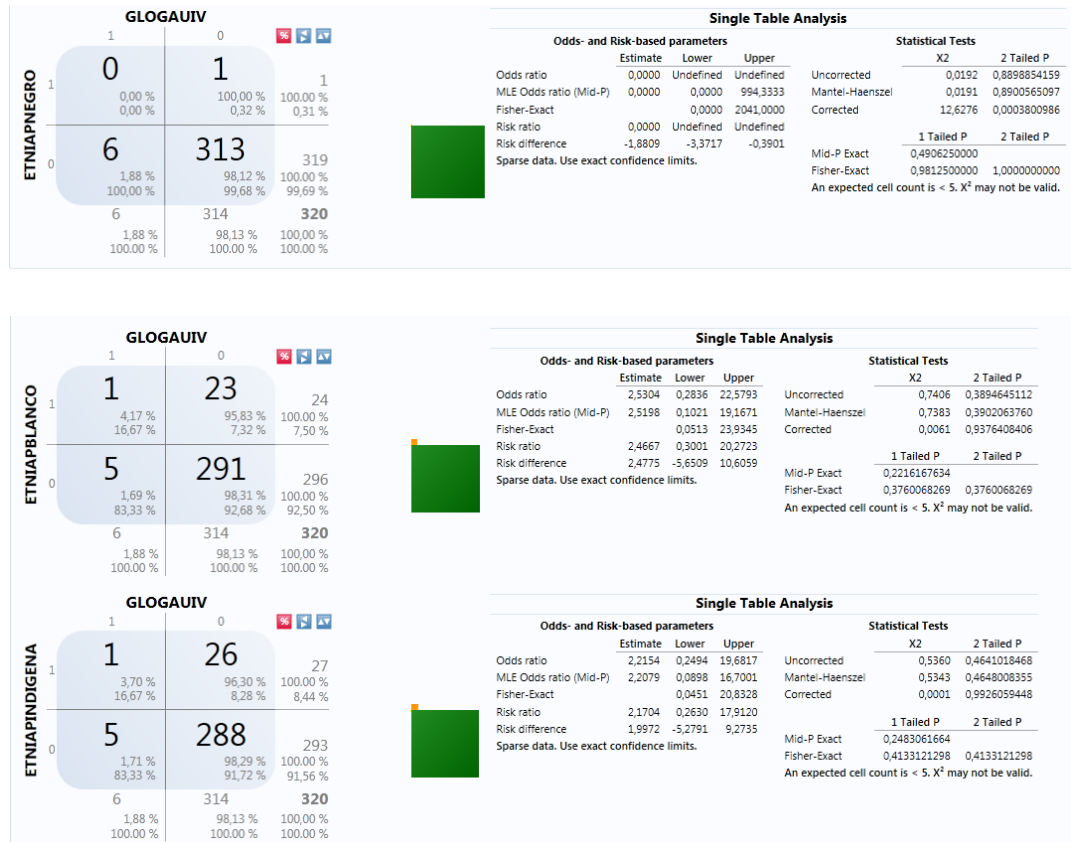 GLOGAUIV
1 0
ETNIAPNEGRO
1 0 1 1
0,00 % 100,00 % 100.00 %
0,00 % 0,32 % 0,31 %
0 6 313 319
1,88 % 98,12 % 100.00 %
100,00 % 99,68 % 99,69 %
6 314 320
1,88 % 98,13 % 100,00 %
100.00 % 100.00 % 100.00 %
Single Table Analysis
Odds- and Risk-based parameters
Estimate Lower Upper
Odds ratio 0,0000 Undefined Undefined
MLE Odds ratio (Mid-P) 0,0000 0,0000 994,3333
Fisher-Exact 0,0000 2041,0000
Risk ratio 0,0000 Undefined Undefined
Risk difference -1,8809 -3,3717 -0,3901
Sparse data. Use exact confidence limits.
Statistical Tests
X2 2 Tailed P
Uncorrected 0,0192 0,8898854159
Mantel-Haenszel 0,0191 0,8900565097
Corrected 12,6276 0,0003800986
1 Tailed P 2 Tailed P
Mid-P Exact 0,4906250000
Fisher-Exact 0,9812500000 1,0000000000
An expected cell count is < 5. X² may not be valid.
GLOGAUIV
1 0
ETNIAPBLANCO
1 1 23 24
4,17 % 95,83 % 100.00 %
16,67 % 7,32 % 7,50 %
0 5 291 296
1,69 % 98,31 % 100.00 %
83,33 % 92,68 % 92,50 %
6 314 320
1,88 % 98,13 % 100,00 %
100.00 % 100.00 % 100.00 %
Single Table Analysis
Odds- and Risk-based parameters
Estimate Lower Upper
Odds ratio 2,5304 0,2836 22,5793
MLE Odds ratio (Mid-P) 2,5198 0,1021 19,1671
Fisher-Exact 0,0513 23,9345
Risk ratio 2,4667 0,3001 20,2723
Risk difference 2,4775 -5,6509 10,6059
Sparse data. Use exact confidence limits.
Statistical Tests
X2 2 Tailed P
Uncorrected 0,7406 0,3894645112
Mantel-Haenszel 0,7383 0,3902063760
Corrected 0,0061 0,9376408406
1 Tailed P 2 Tailed P
Mid-P Exact 0,2216167634
Fisher-Exact 0,3760068269 0,3760068269
An expected cell count is < 5. X² may not be valid.
GLOGAUIV
1 0
ETNIAPINDIGENA
1 1 26 27
3,70 % 96,30 % 100.00 %
16,67 % 8,28 % 8,44 %
0 5 288 293
1,71 % 98,29 % 100.00 %
83,33 % 91,72 % 91,56 %
6 314 320
1,88 % 98,13 % 100,00 %
100.00 % 100.00 % 100.00 %
Single Table Analysis
Odds- and Risk-based parameters
Estimate Lower Upper
Odds ratio 2,2154 0,2494 19,6817
MLE Odds ratio (Mid-P) 2,2079 0,0898 16,7001
Fisher-Exact 0,0451 20,8328
Risk ratio 2,1704 0,2630 17,9120
Risk difference 1,9972 -5,2791 9,2735
Sparse data. Use exact confidence limits.
Statistical Tests
X2 2 Tailed P
Uncorrected 0,5360 0,4641018468
Mantel-Haenszel 0,5343 0,4648008355
Corrected 0,0001 0,9926059448
1 Tailed P 2 Tailed P
Mid-P Exact 0,2483061664
Fisher-Exact 0,4133121298 0,4133121298
An expected cell count is < 5. X² may not be valid.